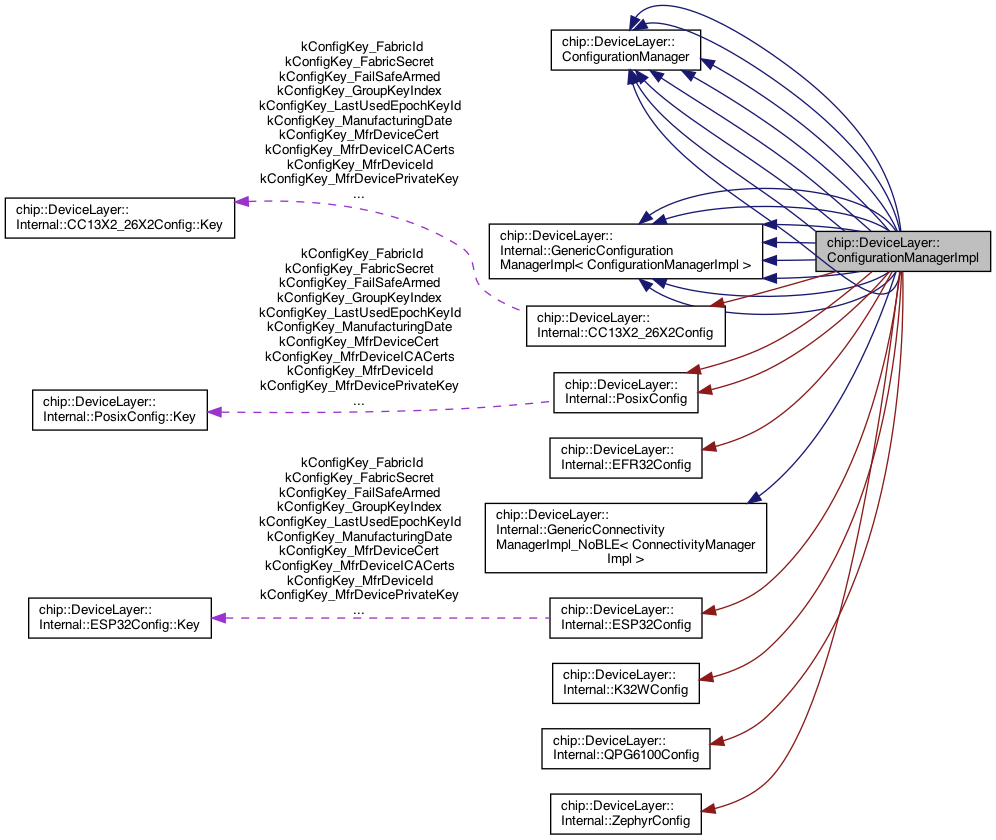 chip::DeviceLayer::
ConfigurationManager
kConfigKey_FabricId
kConfigKey_FabricSecret
kConfigKey_FailSafeArmed
kConfigKey_GroupKeyIndex
kConfigKey_LastUsedEpochKeyId
kConfigKey_ManufacturingDate
kConfigKey_MfrDeviceCert
kConfigKey_MfrDeviceICACerts
kConfigKey_MfrDeviceId
kConfigKey_MfrDevicePrivateKey
...
chip::DeviceLayer::
Internal::CC13X2_26X2Config::Key
chip::DeviceLayer::
Internal::GenericConfiguration
ManagerImpl< ConfigurationManagerImpl >
chip::DeviceLayer::
ConfigurationManagerImpl
kConfigKey_FabricId
kConfigKey_FabricSecret
kConfigKey_FailSafeArmed
kConfigKey_GroupKeyIndex
kConfigKey_LastUsedEpochKeyId
kConfigKey_ManufacturingDate
kConfigKey_MfrDeviceCert
kConfigKey_MfrDeviceICACerts
kConfigKey_MfrDeviceId
kConfigKey_MfrDevicePrivateKey
...
chip::DeviceLayer::
Internal::CC13X2_26X2Config
chip::DeviceLayer::
Internal::PosixConfig::Key
chip::DeviceLayer::
Internal::PosixConfig
chip::DeviceLayer::
Internal::EFR32Config
kConfigKey_FabricId
kConfigKey_FabricSecret
kConfigKey_FailSafeArmed
kConfigKey_GroupKeyIndex
kConfigKey_LastUsedEpochKeyId
kConfigKey_ManufacturingDate
kConfigKey_MfrDeviceCert
kConfigKey_MfrDeviceICACerts
kConfigKey_MfrDeviceId
kConfigKey_MfrDevicePrivateKey
...
chip::DeviceLayer::
Internal::GenericConnectivity
ManagerImpl_NoBLE< ConnectivityManager
Impl >
chip::DeviceLayer::
Internal::ESP32Config::Key
chip::DeviceLayer::
Internal::ESP32Config
chip::DeviceLayer::
Internal::K32WConfig
chip::DeviceLayer::
Internal::QPG6100Config
chip::DeviceLayer::
Internal::ZephyrConfig